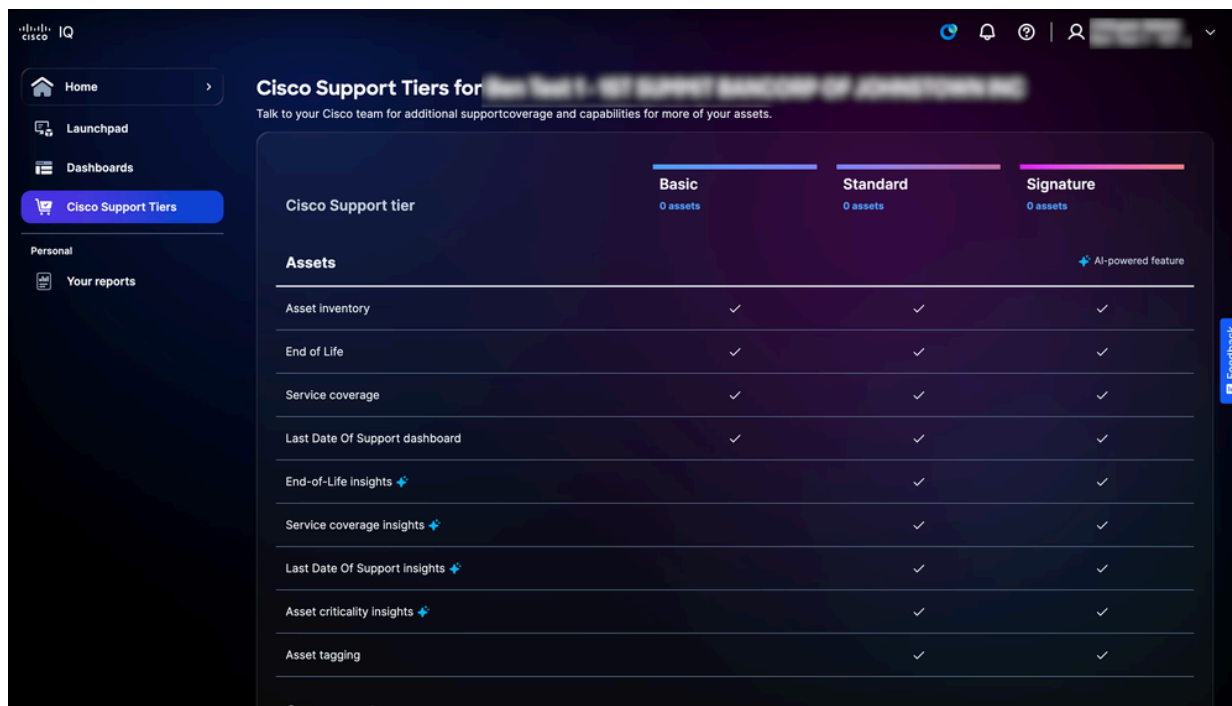 cisco IQ
Home
Launchpad
Dashboards
Cisco Support Tiers
Personal
Your reports
Cisco Support Tiers for
Talk to your Cisco team for additional supportcoverage and capabilities for more of your assets.
Cisco Support tier
Basic
0 assets
Standard
0 assets
Signature
0 assets
Assets
AI-powered feature
Asset inventory
End of Life
Service coverage
Last Date Of Support dashboard
End-of-Life insights
Service coverage insights
Last Date Of Support insights
Asset criticality insights
Asset tagging
Feedback